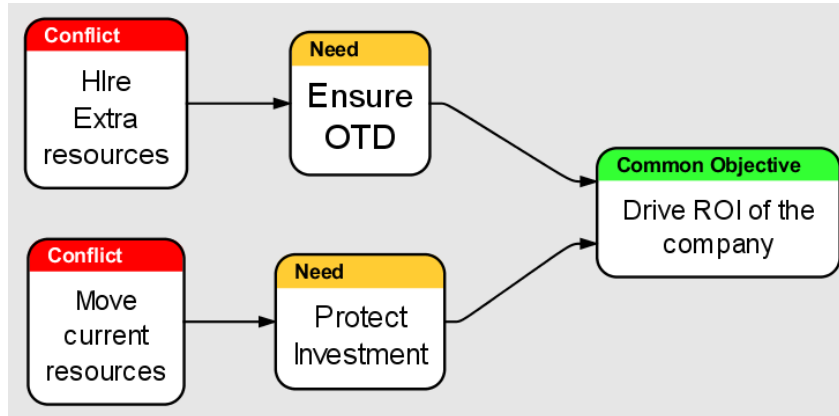 Conflict
HIre
Extra
resources
Need
Ensure
OTD
Common Objective
Drive ROI of the
company
Conflict
Move
current
resources
Need
Protect
Investment